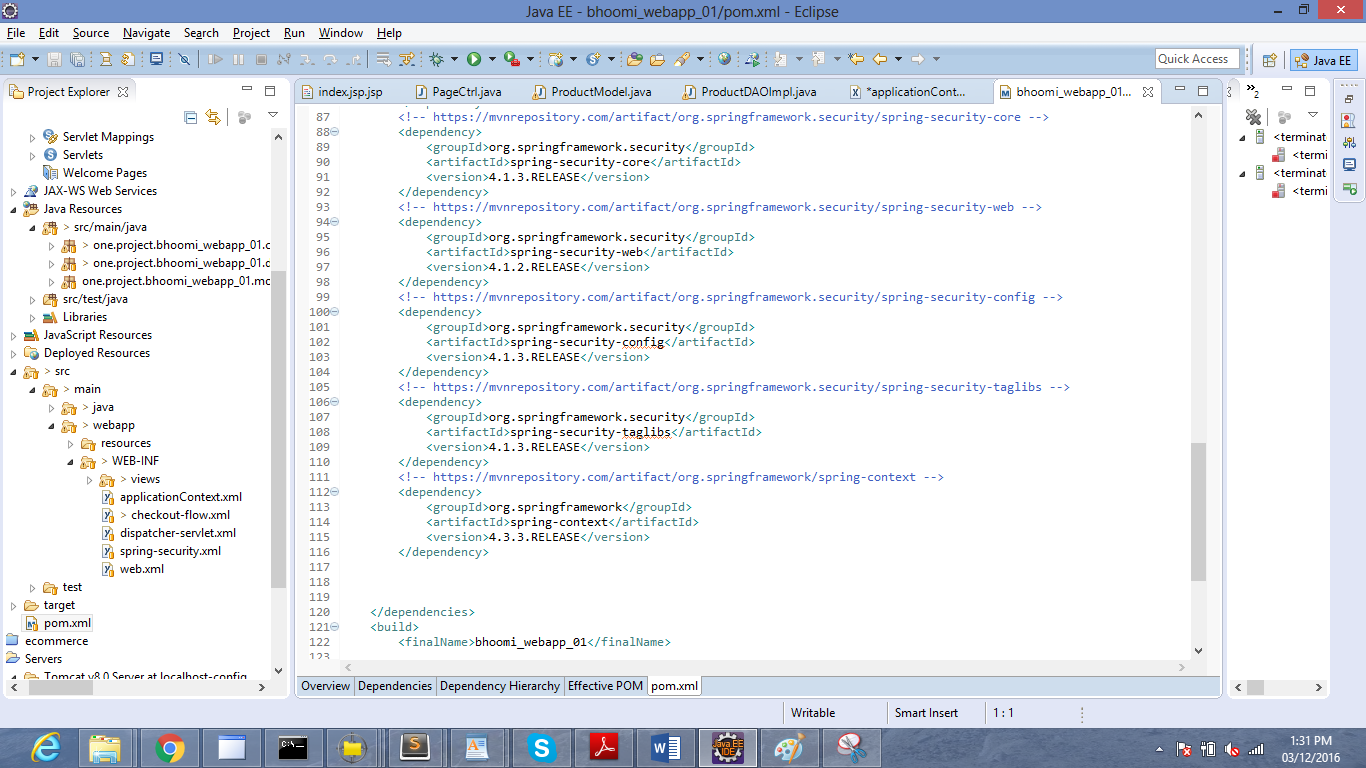 Java EE - bhoomi_webapp_01/pom.xml - Eclipse
File Edit Source Navigate Search Project Run Window Help
Quick Access
Java EE
Project Explorer
Servlet Mappings
Servlets
Welcome Pages
JAX-WS Web Services
Java Resources
> src/main/java
> one.project.bhoomi_webapp_01.c
> one.project.bhoomi_webapp_01.d
one.project.bhoomi_webapp_01.mo
src/test/java
Libraries
JavaScript Resources
Deployed Resources
> src
> main
> java
> webapp
resources
> WEB-INF
> views
applicationContext.xml
> checkout-flow.xml
dispatcher-servlet.xml
spring-security.xml
web.xml
test
target
pom.xml
ecommerce
Servers
Tomcat v8.0 Server at localhost-config
index.jsp.jsp PageCtrl.java ProductModel.java ProductDAOImpl.java *applicationCont... bhoomi_webapp_01...
87 <!-- https://mvnrepository.com/artifact/org.springframework.security/spring-security-core -->
88 <dependency>
89 <groupId>org.springframework.security</groupId>
90 <artifactId>spring-security-core</artifactId>
91 <version>4.1.3.RELEASE</version>
92 </dependency>
93 <!-- https://mvnrepository.com/artifact/org.springframework.security/spring-security-web -->
94 <dependency>
95 <groupId>org.springframework.security</groupId>
96 <artifactId>spring-security-web</artifactId>
97 <version>4.1.2.RELEASE</version>
98 </dependency>
99 <!-- https://mvnrepository.com/artifact/org.springframework.security/spring-security-config -->
100 <dependency>
101 <groupId>org.springframework.security</groupId>
102 <artifactId>spring-security-config</artifactId>
103 <version>4.1.3.RELEASE</version>
104 </dependency>
105 <!-- https://mvnrepository.com/artifact/org.springframework.security/spring-security-taglibs -->
106 <dependency>
107 <groupId>org.springframework.security</groupId>
108 <artifactId>spring-security-taglibs</artifactId>
109 <version>4.1.3.RELEASE</version>
110 </dependency>
111 <!-- https://mvnrepository.com/artifact/org.springframework/spring-context -->
112 <dependency>
113 <groupId>org.springframework</groupId>
114 <artifactId>spring-context</artifactId>
115 <version>4.3.3.RELEASE</version>
116 </dependency>
117
118
119
120 </dependencies>
121 <build>
122 <finalName>bhoomi_webapp_01</finalName>
123
Overview Dependencies Dependency Hierarchy Effective POM pom.xml
2
<terminat
<termi
<terminat
<termi
Writable Smart Insert 1 : 1
1:31 PM
03/12/2016